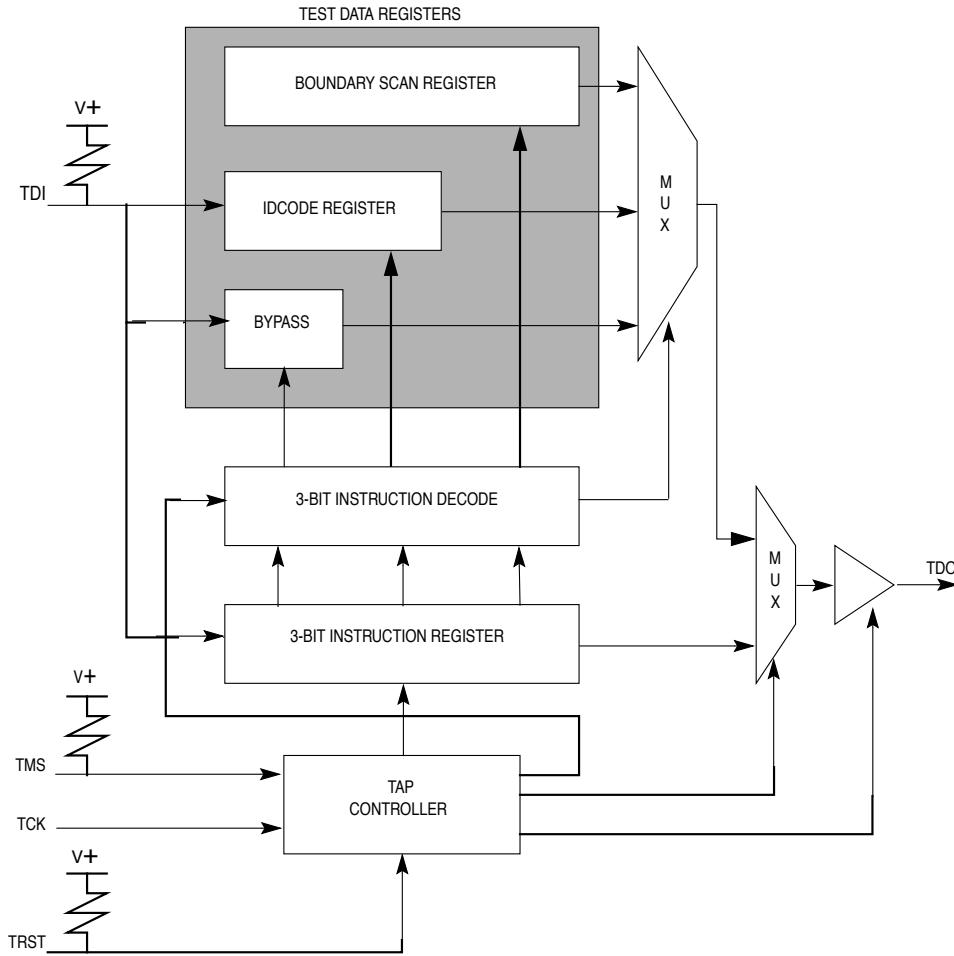 TEST DATA REGISTERS
BOUNDARY SCAN REGISTER
V+
TDI
IDCODE REGISTER
M
U
X
BYPASS
3-BIT INSTRUCTION DECODE
M
U
X
TDO
3-BIT INSTRUCTION REGISTER
V+
TMS
TAP
CONTROLLER
TCK
V+
TRST